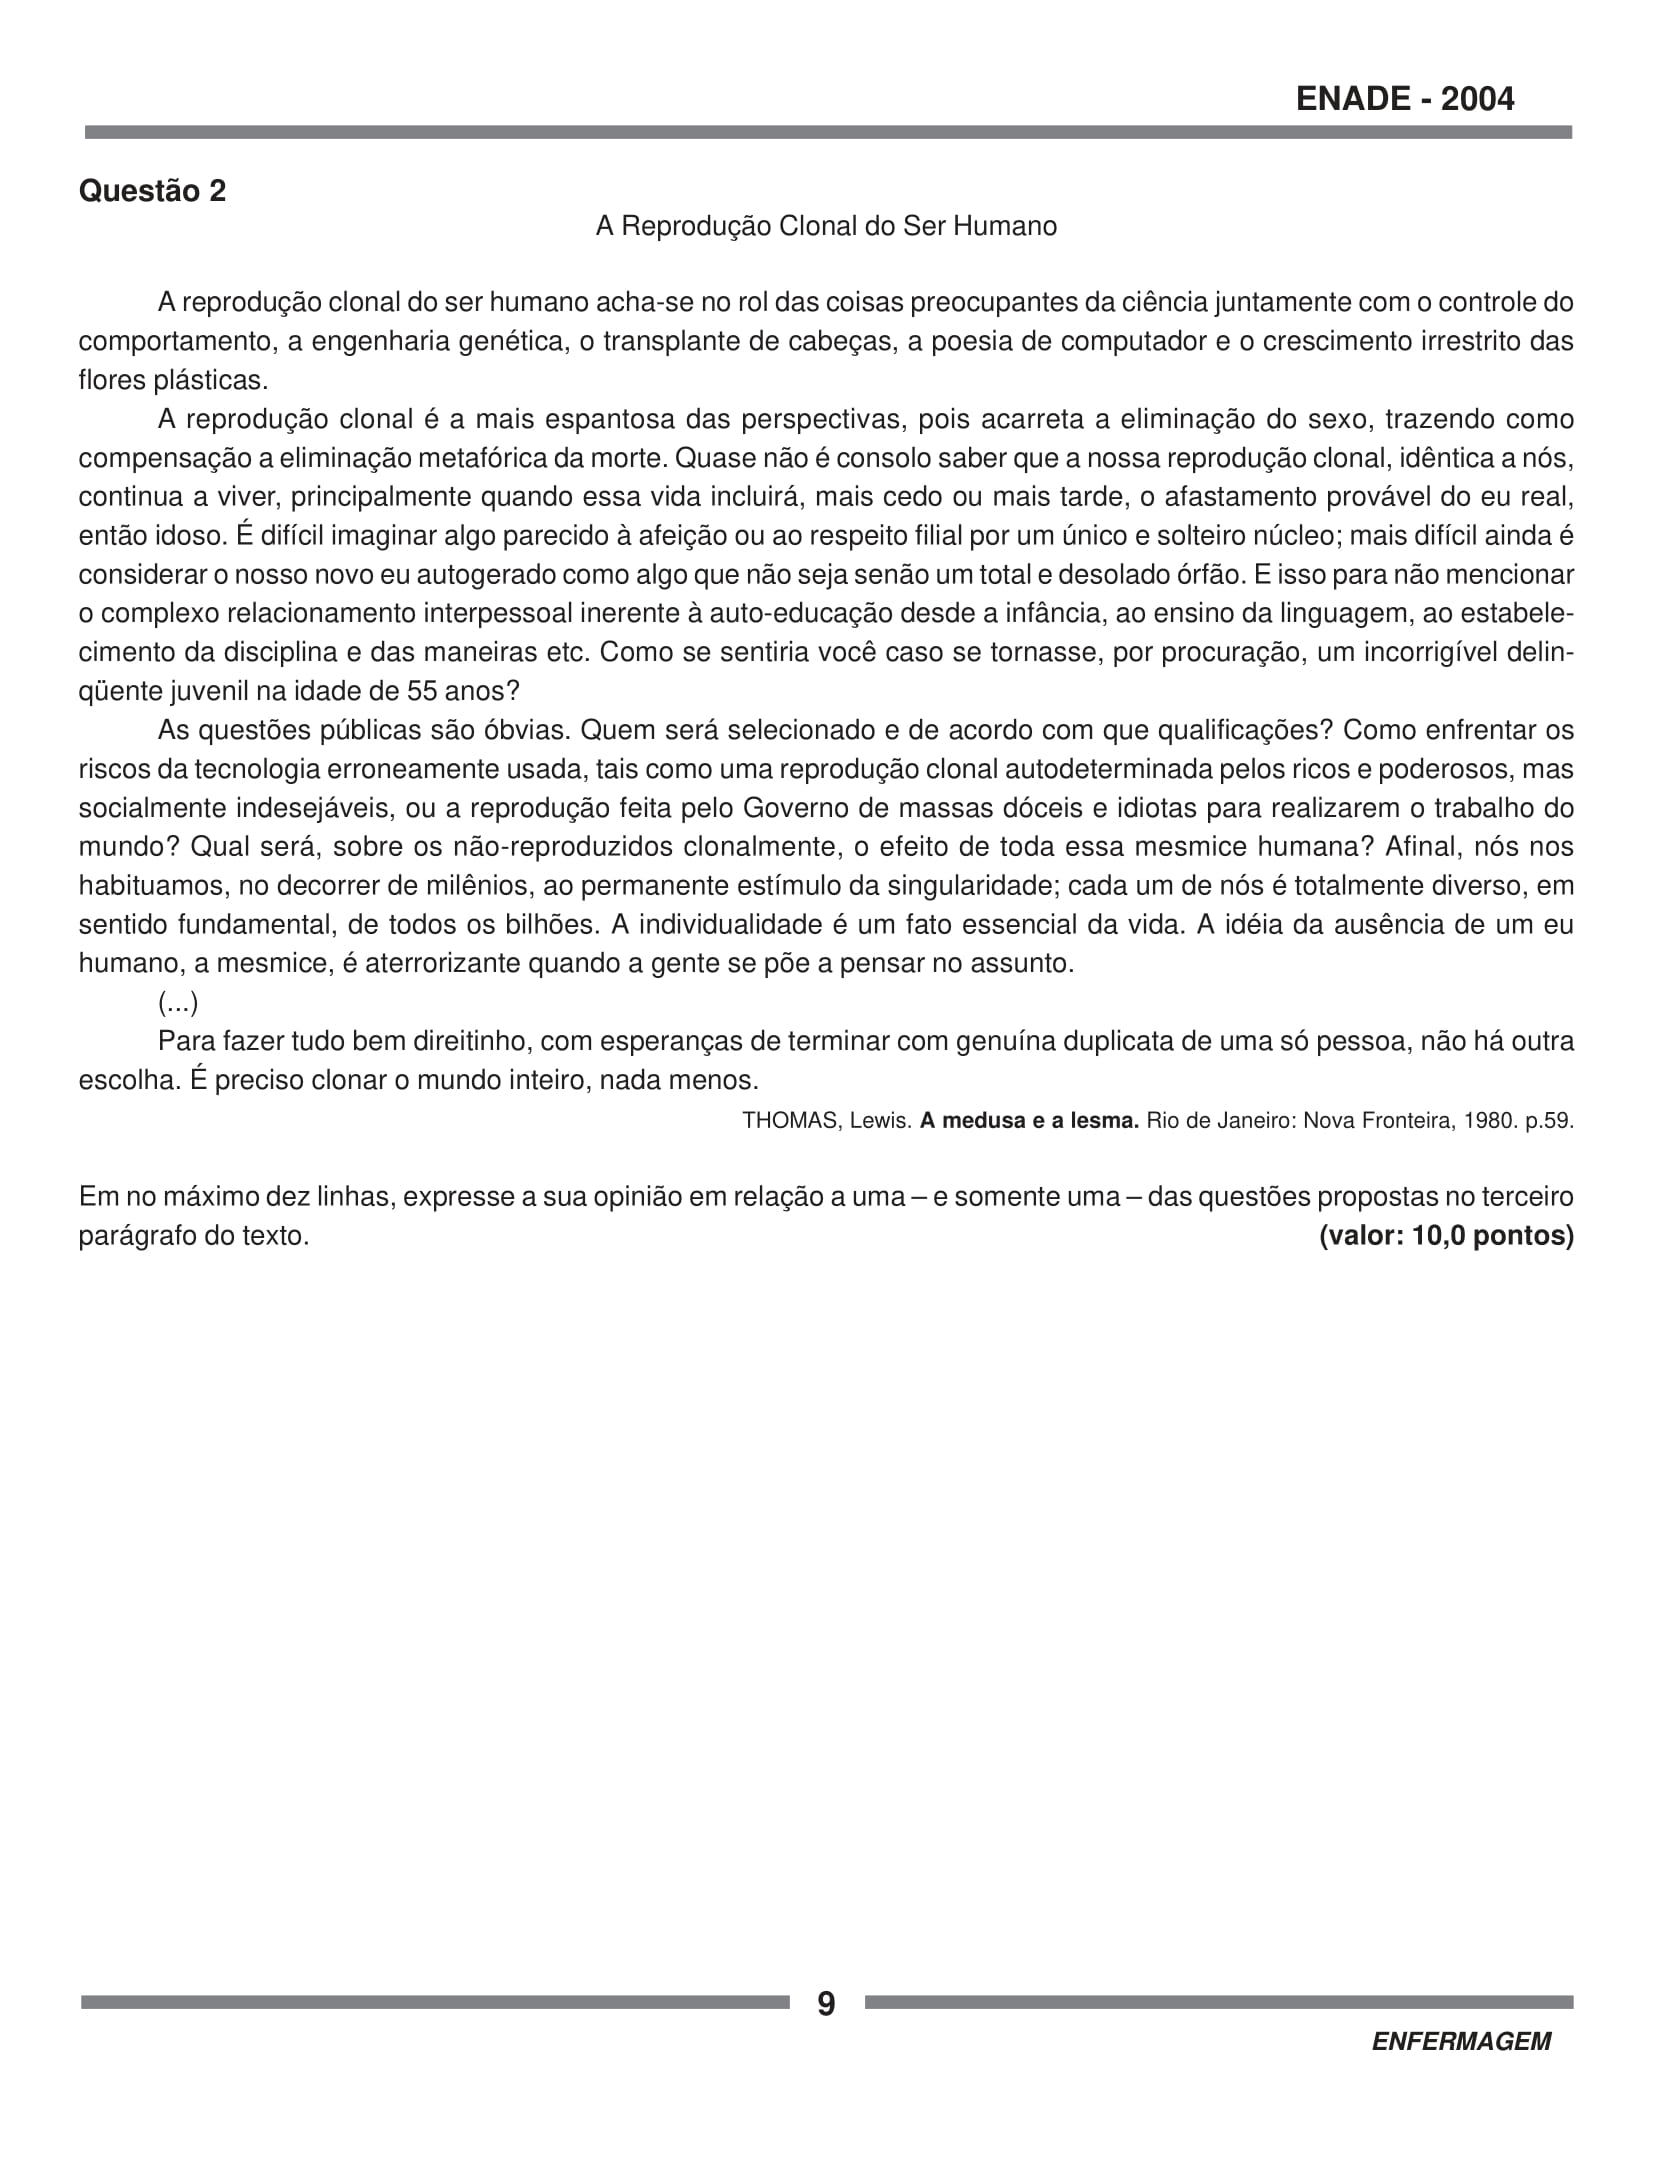 ENADE - 2004
Questão 2
A Reprodução Clonal do Ser Humano
A reprodução clonal do ser humano acha-se no rol das coisas preocupantes da ciência juntamente com o controle do
comportamento, a engenharia genética, o transplante de cabeças, a poesia de computador e o crescimento irrestrito das
flores plásticas.
A reprodução clonal é a mais espantosa das perspectivas, pois acarreta a eliminação do sexo, trazendo como
compensação a eliminação metafórica da morte. Quase não é consolo saber que a nossa reprodução clonal, idêntica a nós,
continua a viver, principalmente quando essa vida incluirá, mais cedo ou mais tarde, o afastamento provável do eu real,
então idoso. É difícil imaginar algo parecido à afeição ou ao respeito filial por um único e solteiro núcleo; mais difícil ainda é
considerar o nosso novo eu autogerado como algo que não seja senão um total e desolado órfão. E isso para não mencionar
o complexo relacionamento interpessoal inerente à auto-educação desde a infância, ao ensino da linguagem, ao estabele-
cimento da disciplina e das maneiras etc. Como se sentiria você caso se tornasse, por procuração, um incorrigível delin-
qüente juvenil na idade de 55 anos?
As questões públicas são óbvias. Quem será selecionado e de acordo com que qualificações? Como enfrentar os
riscos da tecnologia erroneamente usada, tais como uma reprodução clonal autodeterminada pelos ricos e poderosos, mas
socialmente indesejáveis, ou a reprodução feita pelo Governo de massas dóceis e idiotas para realizarem o trabalho do
mundo? Qual será, sobre os não-reproduzidos clonalmente, o efeito de toda essa mesmice humana? Afinal, nós nos
habituamos, no decorrer de milênios, ao permanente estímulo da singularidade; cada um de nós é totalmente diverso, em
sentido fundamental, de todos os bilhões. A individualidade é um fato essencial da vida. A idéia da ausência de um eu
humano, a mesmice, é aterrorizante quando a gente se põe a pensar no assunto.
(...)
Para fazer tudo bem direitinho, com esperanças de terminar com genuína duplicata de uma só pessoa, não há outra
escolha. É preciso clonar o mundo inteiro, nada menos.
THOMAS, Lewis. A medusa e a lesma. Rio de Janeiro: Nova Fronteira, 1980. p.59.
Em no máximo dez linhas, expresse a sua opinião em relação a uma – e somente uma – das questões propostas no terceiro
parágrafo do texto. (valor: 10,0 pontos)
9
ENFERMAGEM